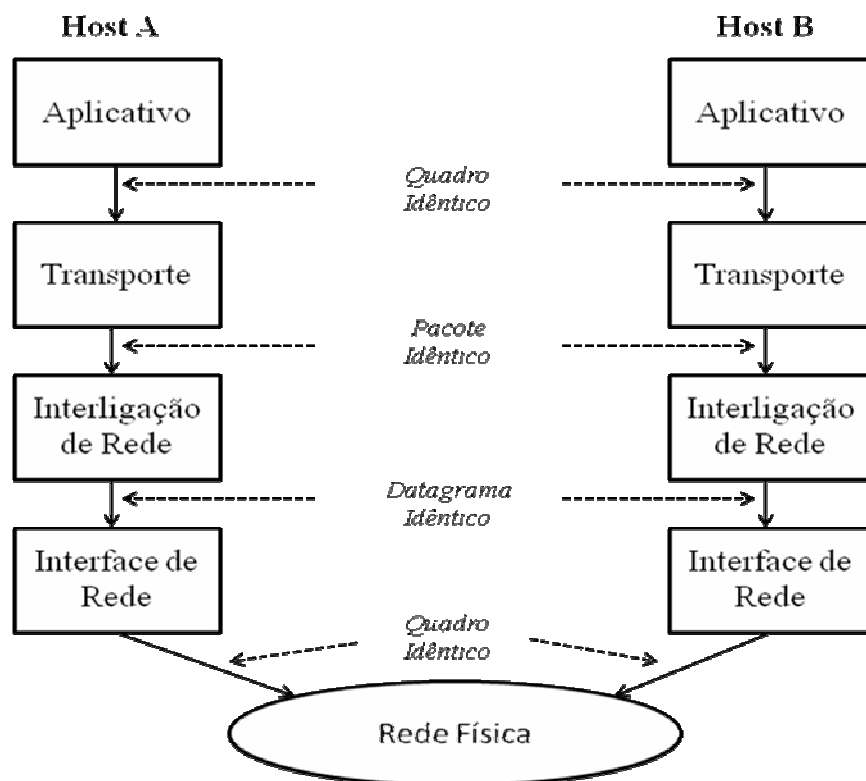 Host A
Host B
Aplicativo
Aplicativo
Quadro
Idêntico
Transporte
Transporte
Pacote
Idêntico
Interligação
de Rede
Interligação
de Rede
Datagrama
Idêntico
Interface de
Rede
Interface de
Rede
Quadro
Idêntico
Rede Física